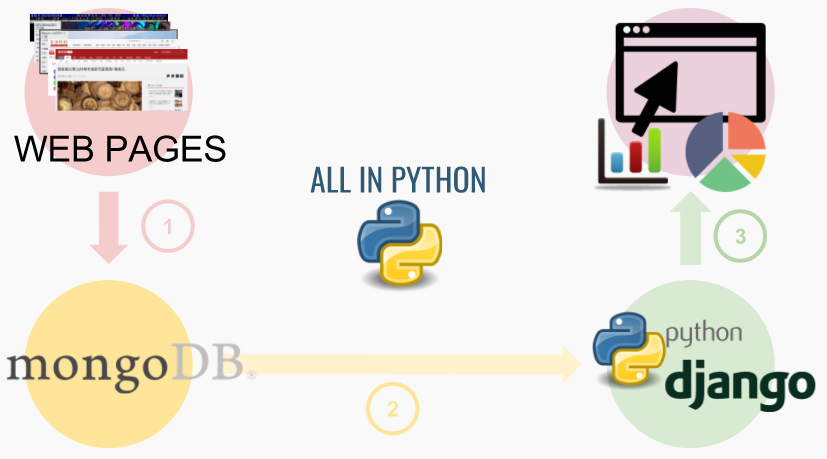 WEB PAGES
ALL IN PYTHON
1
3
mongoDB®
python
django
2